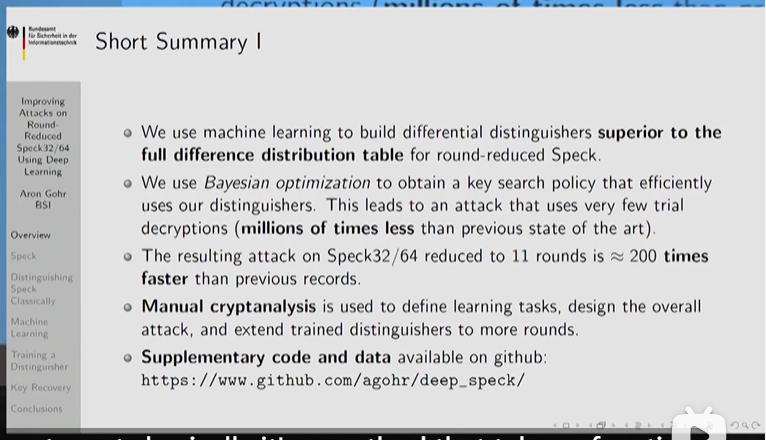 decryptions (millions of times less than
Bundesamt
für Sicherheit in der
Informationstechnik
Short Summary I
Improving
Attacks on
Round-
Reduced
Speck32/64
Using Deep
Learning
Aron Gohr
BSI
Overview
Speck
Distinguishing
Speck
Classically
Machine
Learning
Training a
Distinguisher
Key Recovery
Conclusions
We use machine learning to build differential distinguishers superior to the
full difference distribution table for round-reduced Speck.
We use Bayesian optimization to obtain a key search policy that efficiently
uses our distinguishers. This leads to an attack that uses very few trial
decryptions (millions of times less than previous state of the art).
The resulting attack on Speck32/64 reduced to 11 rounds is ≈ 200 times
faster than previous records.
Manual cryptanalysis is used to define learning tasks, design the overall
attack, and extend trained distinguishers to more rounds.
Supplementary code and data available on github:
https://www.github.com/agohr/deep_speck/